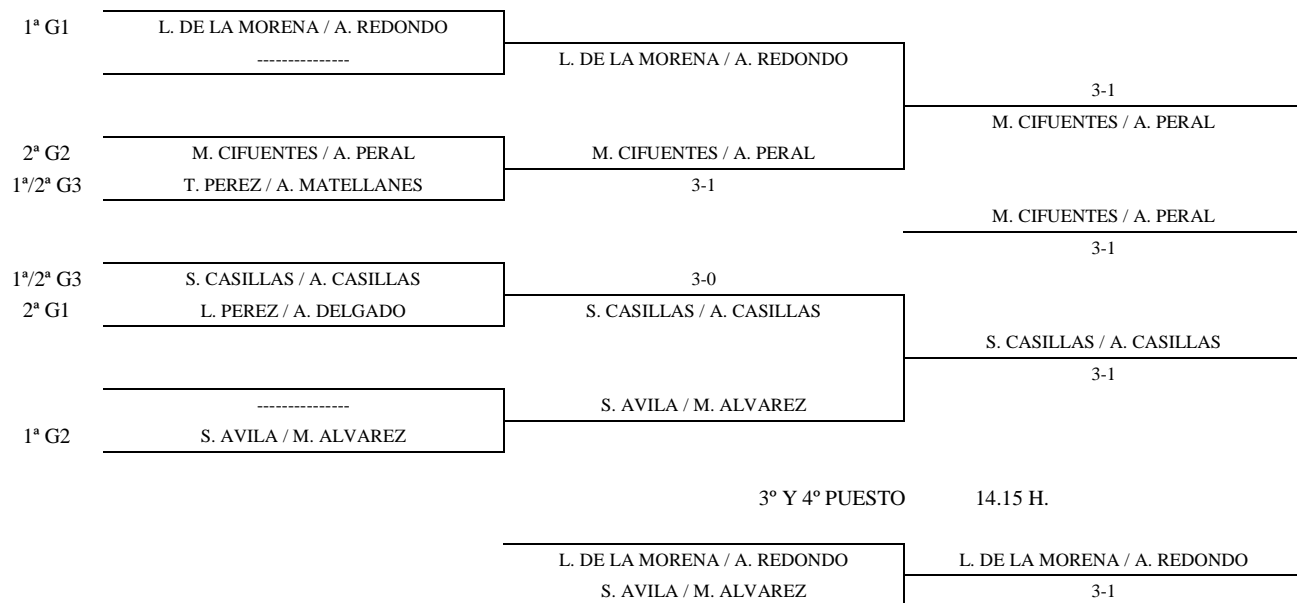 1ª G1 L. DE LA MORENA / A. REDONDO
--------------- L. DE LA MORENA / A. REDONDO
3-1
M. CIFUENTES / A. PERAL
2ª G2 M. CIFUENTES / A. PERAL M. CIFUENTES / A. PERAL
1ª/2ª G3 T. PEREZ / A. MATELLANES 3-1
M. CIFUENTES / A. PERAL
3-1
1ª/2ª G3 S. CASILLAS / A. CASILLAS 3-0
2ª G1 L. PEREZ / A. DELGADO S. CASILLAS / A. CASILLAS
S. CASILLAS / A. CASILLAS
3-1
--------------- S. AVILA / M. ALVAREZ
1ª G2 S. AVILA / M. ALVAREZ
3º Y 4º PUESTO 14.15 H.
L. DE LA MORENA / A. REDONDO L. DE LA MORENA / A. REDONDO
S. AVILA / M. ALVAREZ 3-1